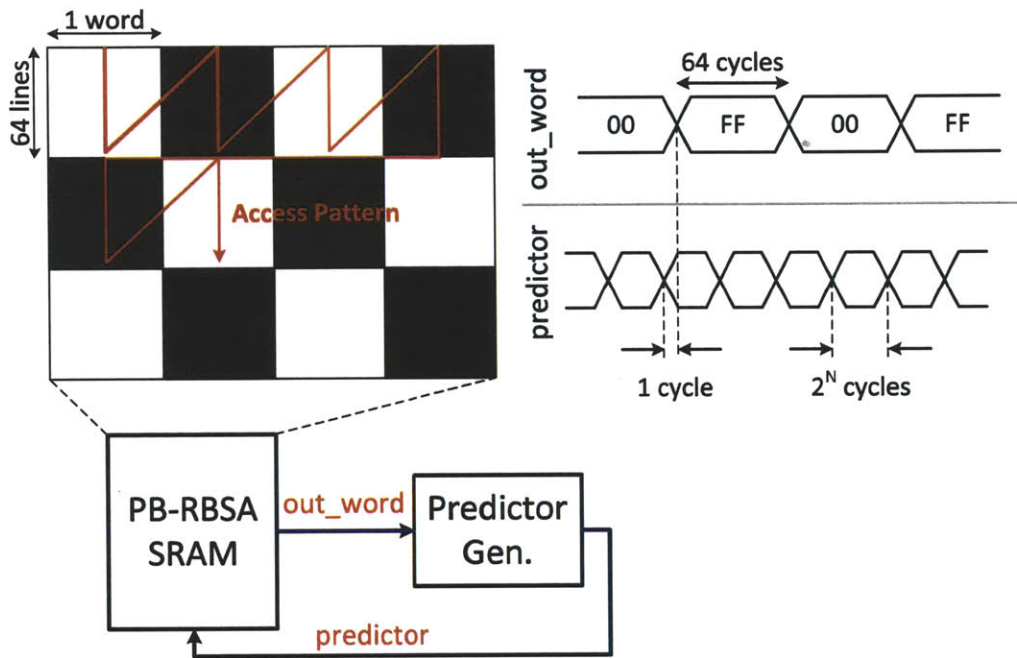 1 word
64 lines
Access Pattern
out_word
64 cycles
00
FF
00
FF
predictor
1 cycle
2^N cycles
PB-RBSA
SRAM
out_word
Predictor
Gen.
predictor